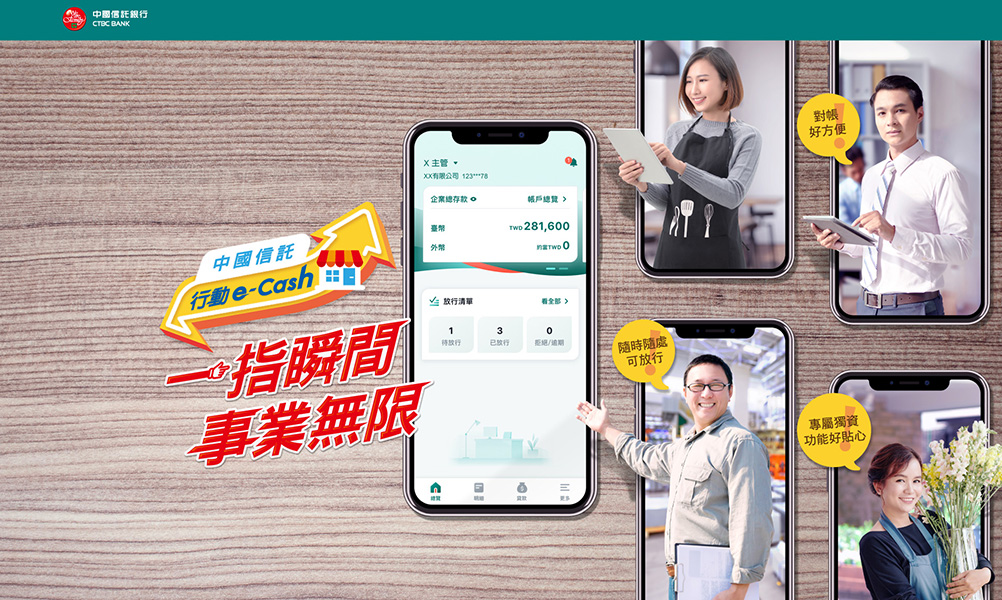 中國信託銀行
CTBC BANK
中國信託
行動 e-Cash
一指瞬間
事業無限
X 主管
1
XX有限公司 123***78
企業總存款
帳戶總覽
臺幣
TWD 281,600
外幣
約當TWD 0
放行清單
看全部
1
3
0
待放行
已放行
拒絕/逾期
總覽
明細
貸款
更多
對帳
好方便
隨時隨處
可放行
專屬獨資
功能好貼心